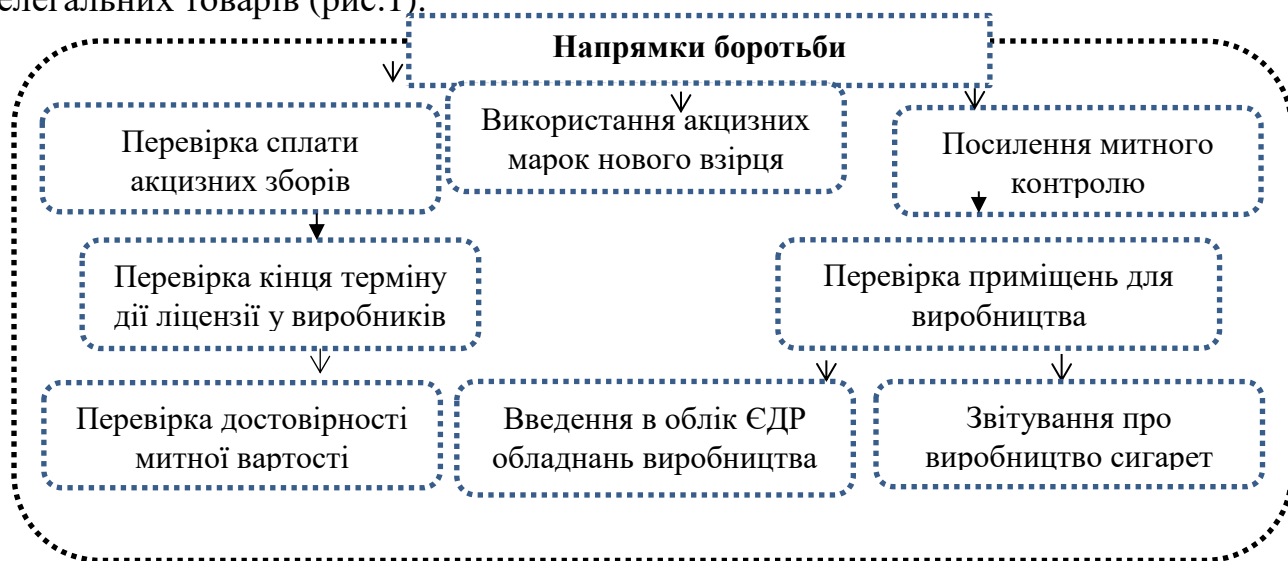 елегальних товарів (рис.1).
Напрямки боротьби
Перевірка сплати
акцизних зборів
Використання акцизних
марок нового взірця
Посилення митного
контролю
Перевірка кінця терміну
дії ліцензії у виробників
Перевірка приміщень для
виробництва
Перевірка достовірності
митної вартості
Введення в облік ЄДР
обладнань виробництва
Звітування про
виробництво сигарет